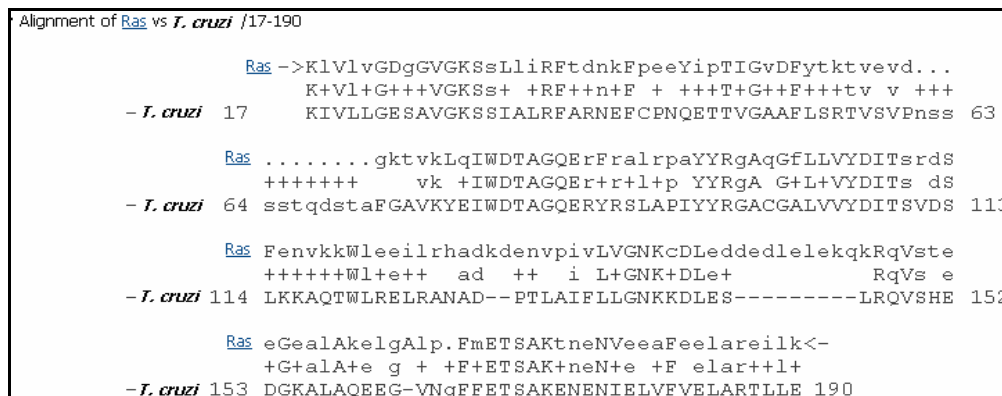 Alignment of Ras vs T. cruzi /17-190
Ras ->KlVlvGDgGVGKSsLliRFtdnkFpeeYipTIGvDFytktvevd...
K+Vl+G+++VGKSs+ +RF++n+F + +++T+G++F+++tv v +++
- T. cruzi 17 KIVLLGESAVGKSSIALRFARNEFCPNQETTVGAAFLSRTVSVPnss 63
Ras ........gktvkLqIWDTAGQErFralrpaYYRgAqGfLLVYDITsrdS
+++++++ vk +IWDTAGQEr+r+l+p YYRgA G+L+VYDITs dS
- T. cruzi 64 sstqdstaFGAVKYEIWDTAGQERYRSLAPIYYRGACGALVVYDITSVDS 113
Ras FenvkkWleeilrhadkdenvpivLVGNKcDLeddedlelekqkRqVste
++++++Wl+e++ ad ++ i L+GNK+DLe+ RqVs e
- T. cruzi 114 LKKAQTWLRELRANAD--PTLAIFLLGNKKDLES---------LRQVSHE 152
Ras eGealAkelgAlp.FmETSAKtneNVeeaFeelareilk<-
+G+alA+e g + +F+ETSAK+neN+e +F elar++l+
- T. cruzi 153 DGKALAQEEG-VNgFFETSAKENENIELVFVELARTLLE 190